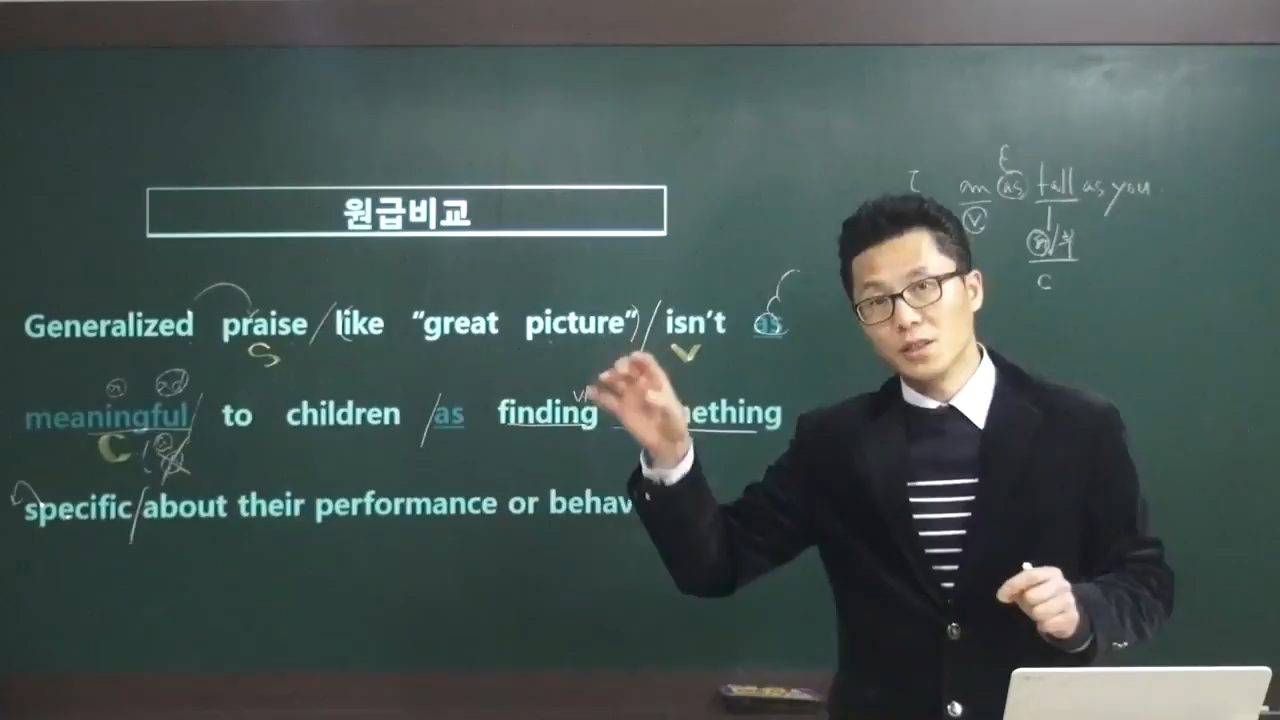 원급비교
Generalized praise like “great picture” isn’t as
meaningful to children as finding something
specific about their performance or behav
S
V
C
am as tall as you
V
C